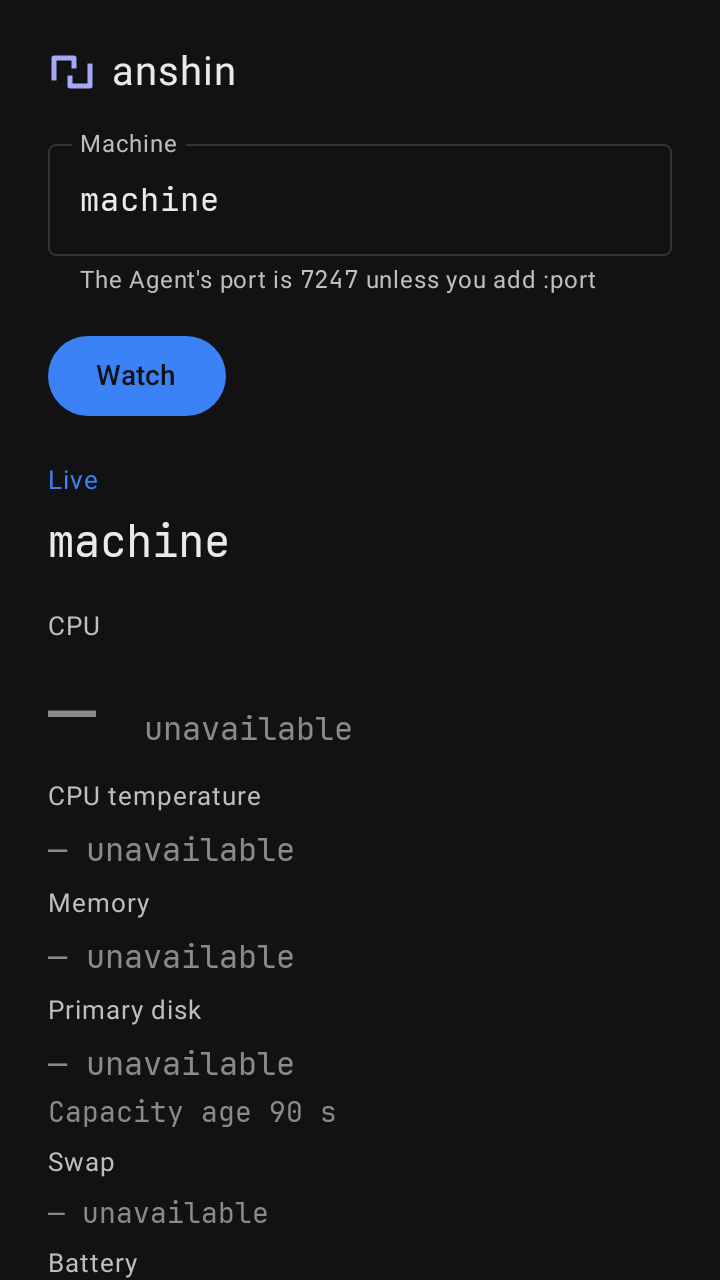 anshin
Machine
machine
The Agent's port is 7247 unless you add :port
Watch
Live
machine
CPU
— unavailable
CPU temperature
— unavailable
Memory
— unavailable
Primary disk
— unavailable
Capacity age 90 s
Swap
— unavailable
Battery